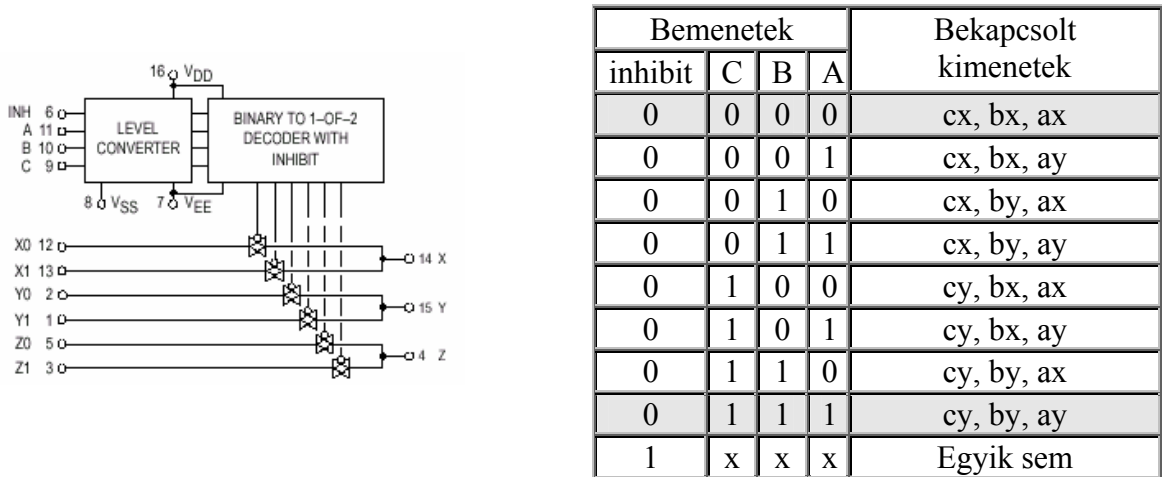 16 VDD
INH 6
A 11
B 10
C 9
LEVEL
CONVERTER
BINARY TO 1–OF–2
DECODER WITH
INHIBIT
8 VSS
7 VEE
X0 12
X1 13
Y0 2
Y1 1
Z0 5
Z1 3
14 X
15 Y
4 Z
Bemenetek Bekapcsolt
kimenetek
inhibit C B A
0 0 0 0 cx, bx, ax
0 0 0 1 cx, bx, ay
0 0 1 0 cx, by, ax
0 0 1 1 cx, by, ay
0 1 0 0 cy, bx, ax
0 1 0 1 cy, bx, ay
0 1 1 0 cy, by, ax
0 1 1 1 cy, by, ay
1 x x x Egyik sem